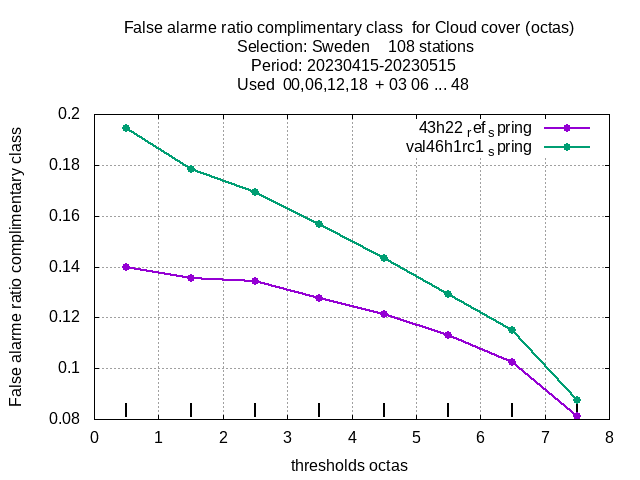 False alarme ratio complimentary class  for Cloud cover (octas)
Selection: Sweden    108 stations
Period: 20230415-20230515
Used  00,06,12,18  + 03 06 ... 48
43h22 ref spring
val46h1rc1 spring
False alarme ratio complimentary class
0.2
0.18
0.16
0.14
0.12
0.1
0.08
0 1 2 3 4 5 6 7 8
thresholds octas